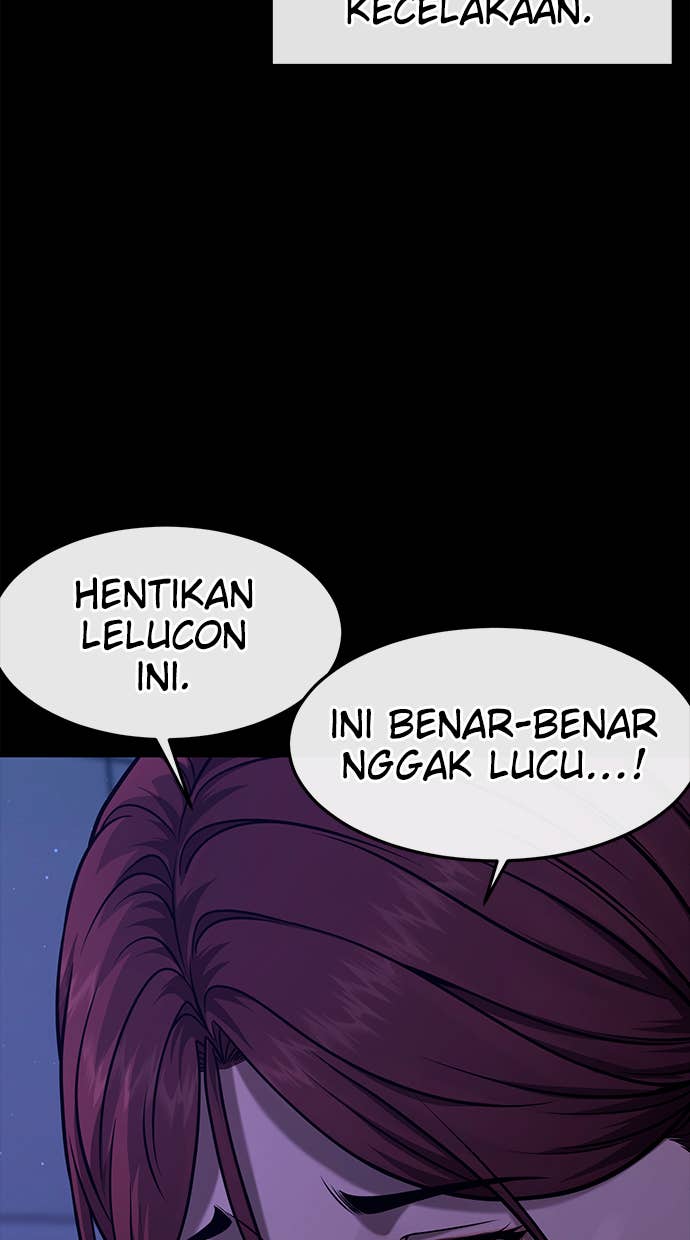 KECELAKAAN.
HENTIKAN
LELUCON
INI.
INI BENAR-BENAR
NGGAK LUCU...!